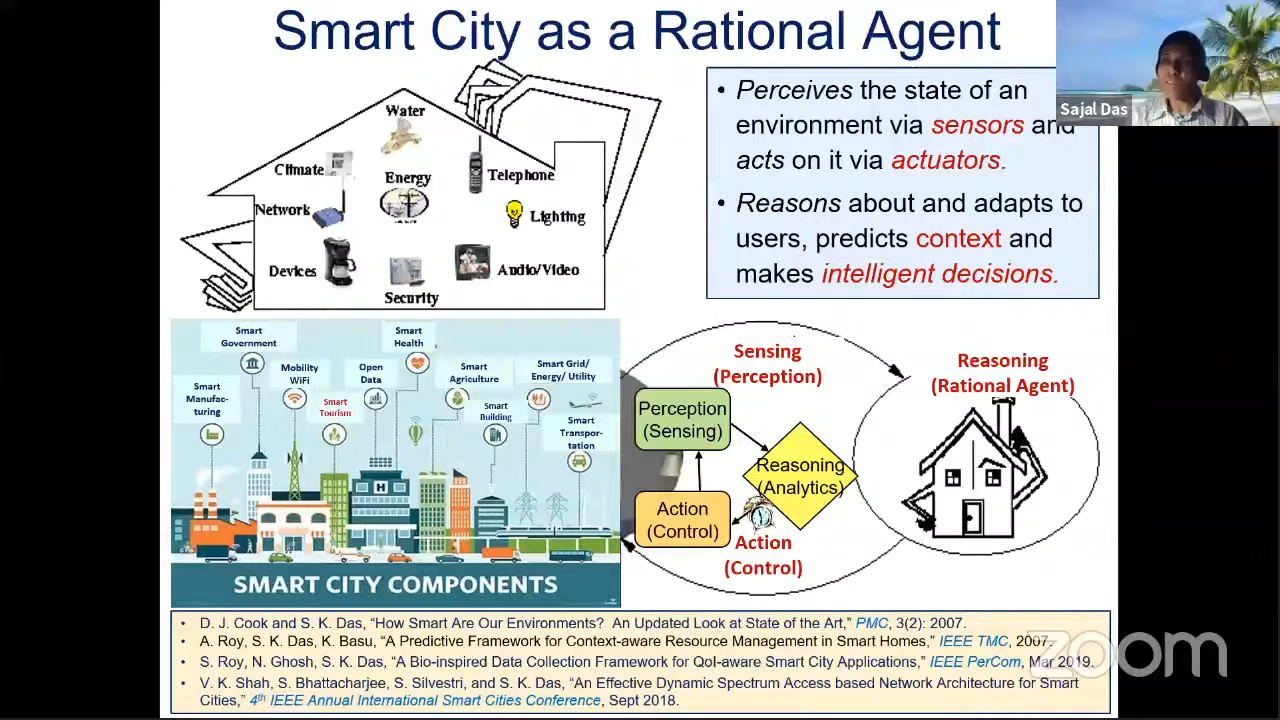 Smart City as a Rational Agent
Sajal Das
Water
Climate
Energy
Telephone
Network
Lighting
Devices
Audio/Video
Security
• Perceives the state of an
environment via sensors and
acts on it via actuators.
• Reasons about and adapts to
users, predicts context and
makes intelligent decisions.
Smart
Government
Smart
Health
Mobility
WiFi
Open
Data
Smart
Agriculture
Smart Grid/
Energy/ Utility
Smart
Manufac-
turing
Smart
Tourism
Smart
Building
Smart
Transpor-
tation
H
SMART CITY COMPONENTS
Sensing
(Perception)
Perception
(Sensing)
Reasoning
(Analytics)
Action
(Control)
Action
(Control)
Reasoning
(Rational Agent)
• D. J. Cook and S. K. Das, “How Smart Are Our Environments? An Updated Look at State of the Art,” PMC, 3(2): 2007.
• A. Roy, S. K. Das, K. Basu, “A Predictive Framework for Context-aware Resource Management in Smart Homes,” IEEE TMC, 2007.
• S. Roy, N. Ghosh, S. K. Das, “A Bio-inspired Data Collection Framework for QoI-aware Smart City Applications,” IEEE PerCom, Mar 2019.
• V. K. Shah, S. Bhattacharjee, S. Silvestri, and S. K. Das, “An Effective Dynamic Spectrum Access based Network Architecture for Smart
Cities,” 4th IEEE Annual International Smart Cities Conference, Sept 2018.
zoom